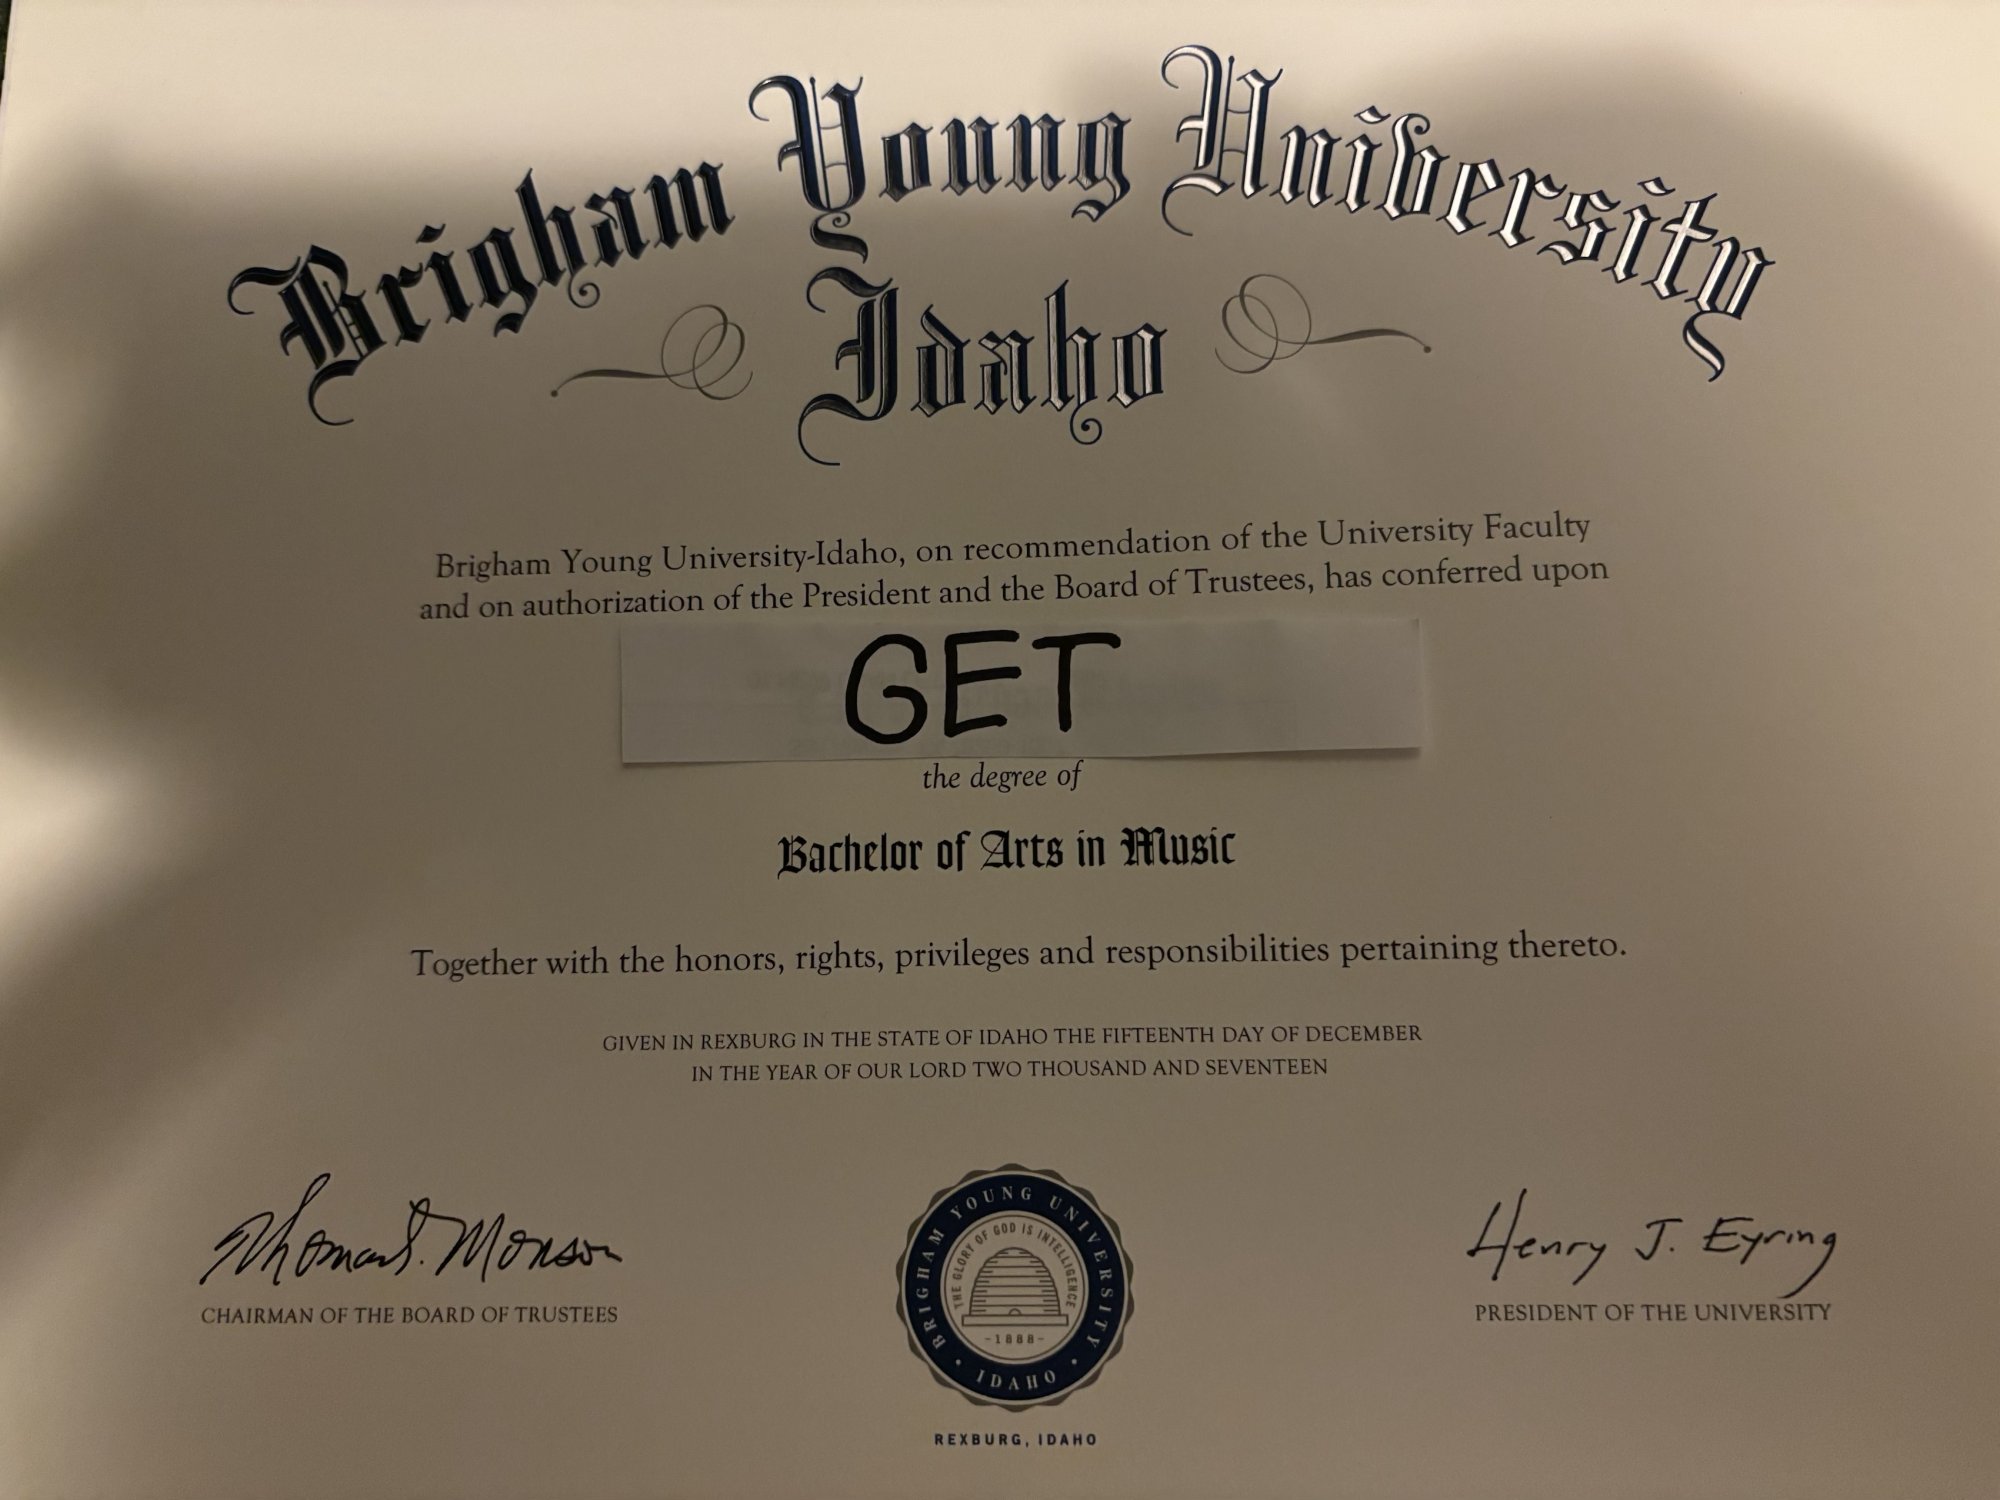 Brigham Young University
Idaho
Brigham Young University-Idaho, on recommendation of the University Faculty
and on authorization of the President and the Board of Trustees, has conferred upon
GET
the degree of
Bachelor of Arts in Music
Together with the honors, rights, privileges and responsibilities pertaining thereto.
GIVEN IN REXBURG IN THE STATE OF IDAHO THE FIFTEENTH DAY OF DECEMBER
IN THE YEAR OF OUR LORD TWO THOUSAND AND SEVENTEEN
Thomas S. Monson
CHAIRMAN OF THE BOARD OF TRUSTEES
BRIGHAM YOUNG UNIVERSITY
THE GLORY OF GOD IS INTELLIGENCE
-1888-
• IDAHO •
REXBURG, IDAHO
Henry J. Eyring
PRESIDENT OF THE UNIVERSITY